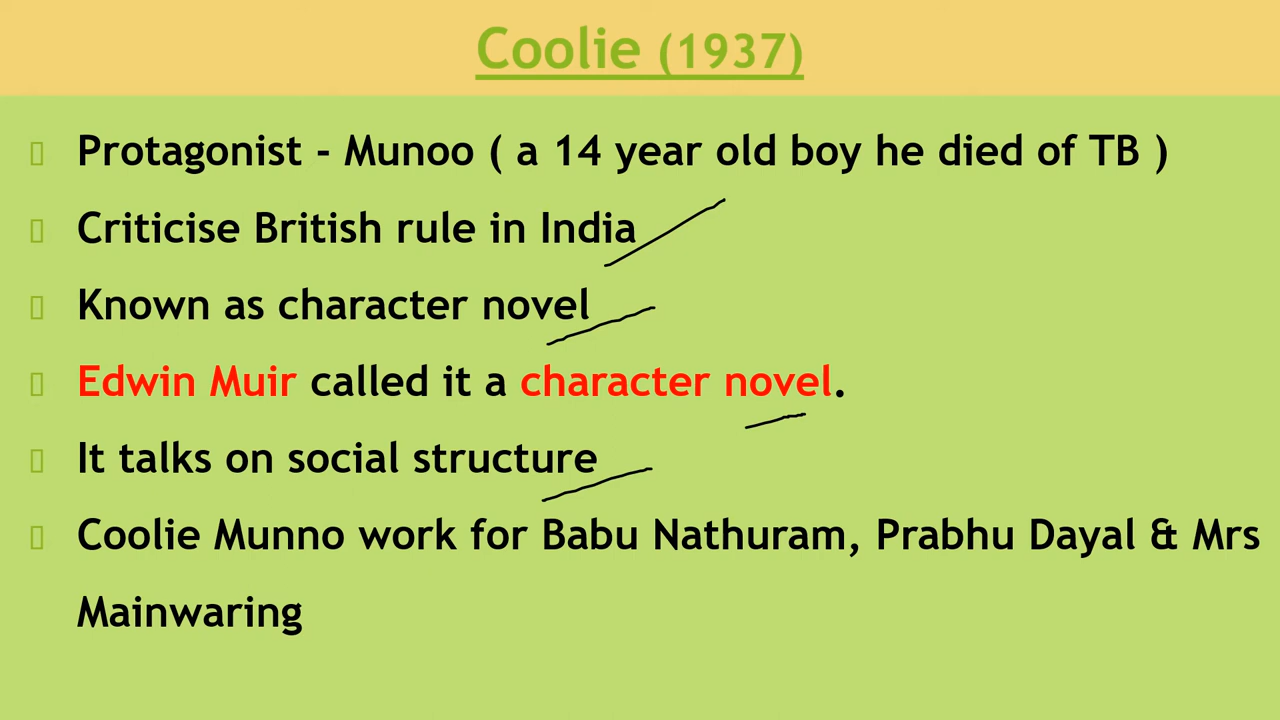 Coolie (1937)
Protagonist - Munoo ( a 14 year old boy he died of TB )
Criticise British rule in India
Known as character novel
Edwin Muir called it a character novel.
It talks on social structure
Coolie Munno work for Babu Nathuram, Prabhu Dayal & Mrs
Mainwaring